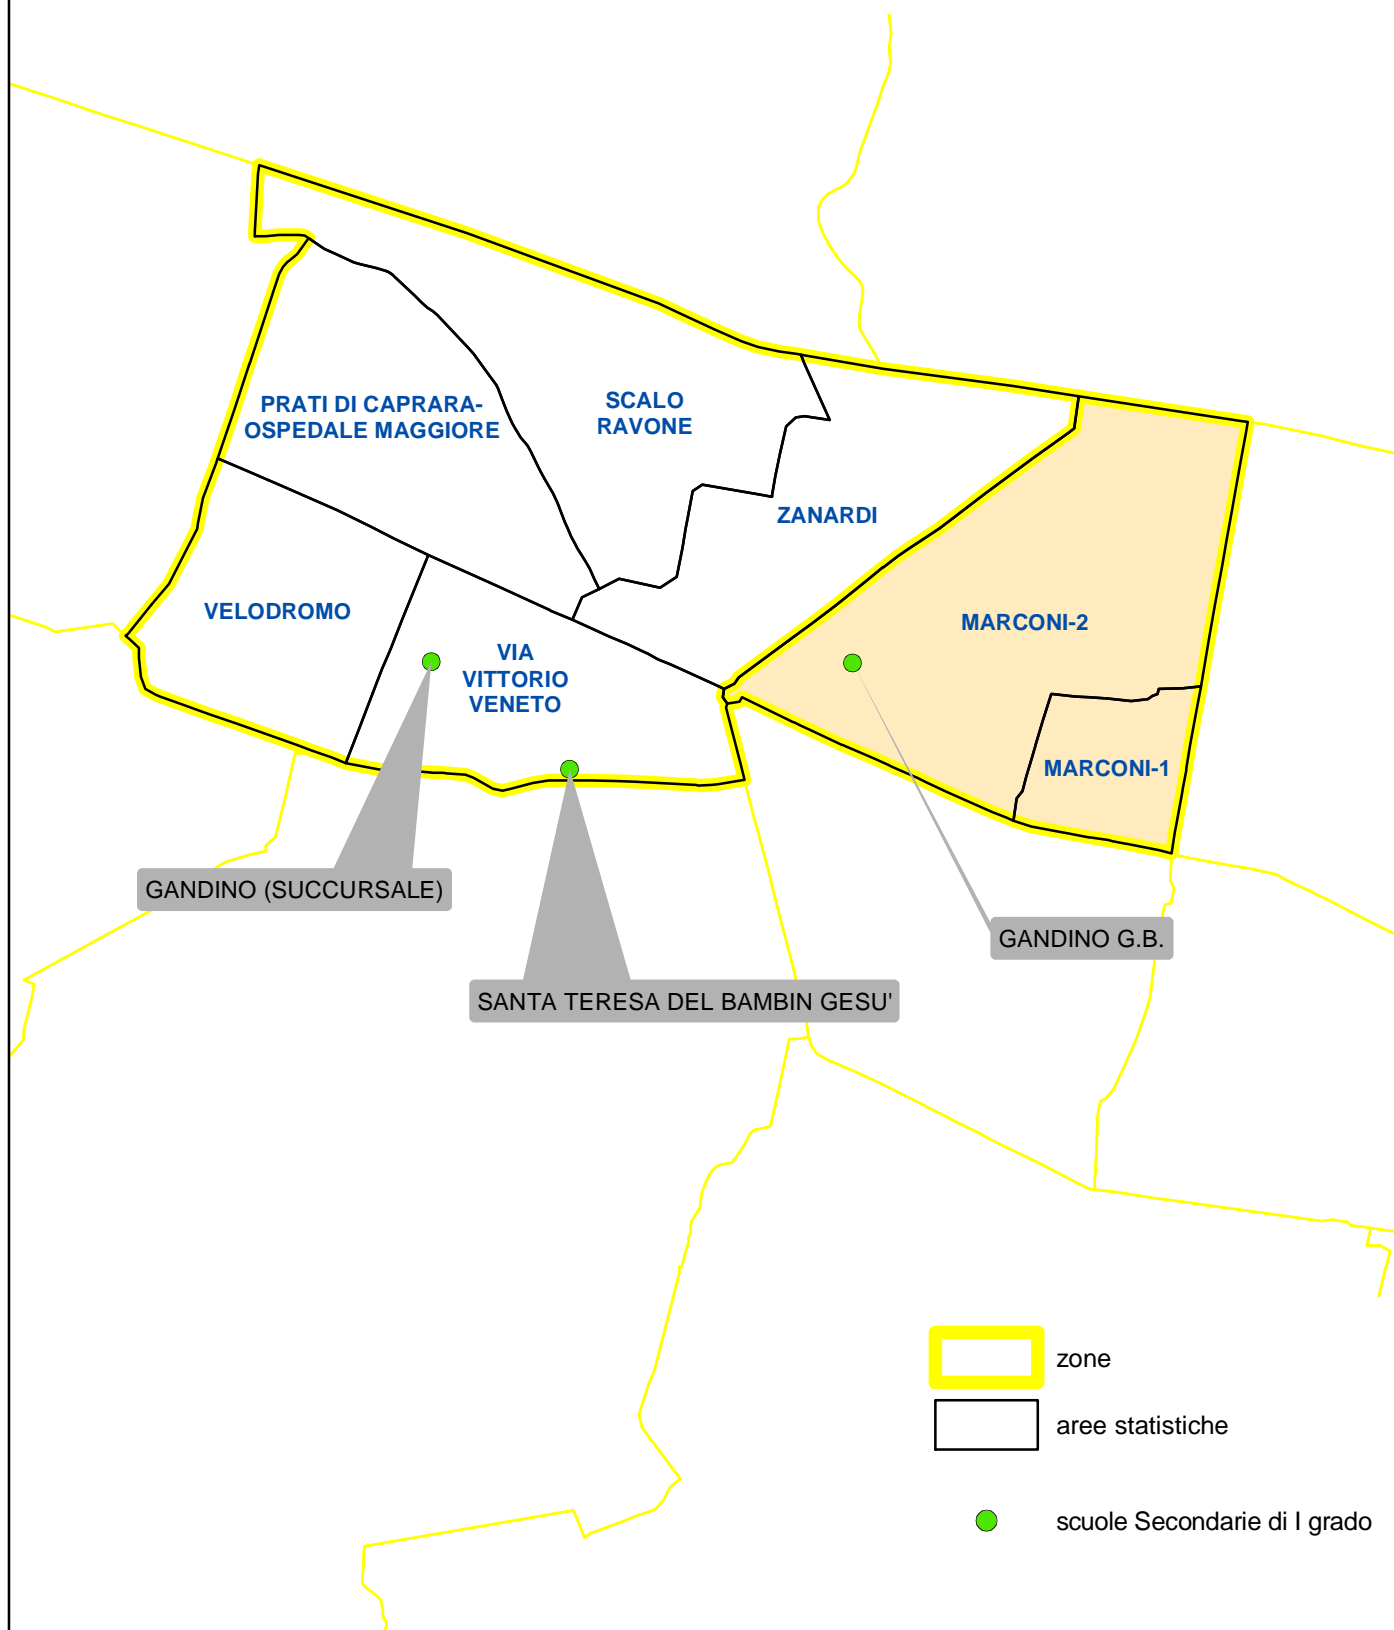 PRATI DI CAPRARA-
OSPEDALE MAGGIORE
SCALO
RAVONE
ZANARDI
VELODROMO
VIA
VITTORIO
VENETO
MARCONI-2
MARCONI-1
GANDINO (SUCCURSALE)
GANDINO G.B.
SANTA TERESA DEL BAMBIN GESU'
zone
aree statistiche
scuole Secondarie di I grado